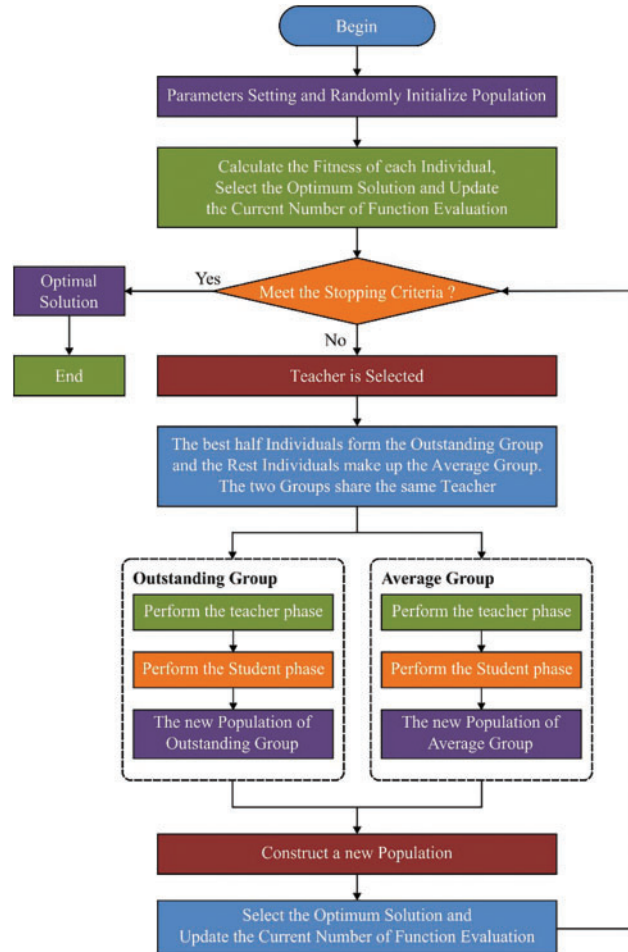 Begin
Parameters Setting and Randomly Initialize Population
Calculate the Fitness of each Individual,
Select the Optimum Solution and Update
the Current Number of Function Evaluation
Meet the Stopping Criteria ?
Yes
Optimal
Solution
End
No
Teacher is Selected
The best half Individuals form the Outstanding Group
and the Rest Individuals make up the Average Group.
The two Groups share the same Teacher
Outstanding Group
Perform the teacher phase
Perform the Student phase
The new Population of
Outstanding Group
Average Group
Perform the teacher phase
Perform the Student phase
The new Population of
Average Group
Construct a new Population
Select the Optimum Solution and
Update the Current Number of Function Evaluation